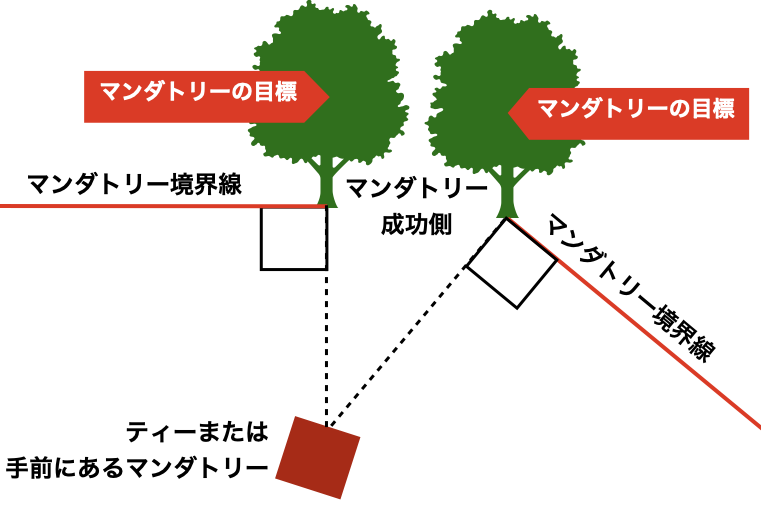 マンダトリーの目標
マンダトリーの目標
マンダトリー境界線
マンダトリー
成功側
マンダトリー境界線
ティーまたは
手前にあるマンダトリー